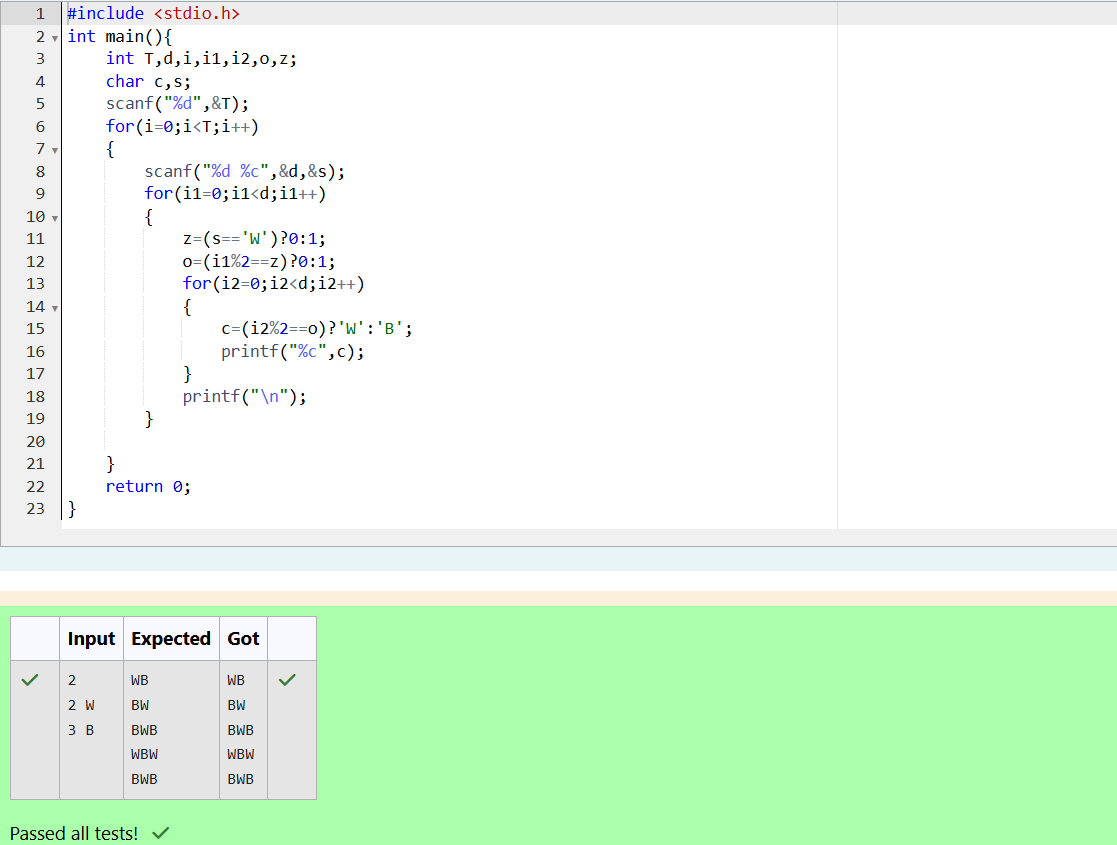 1 #include <stdio.h>
2 int main(){
3     int T,d,i,i1,i2,o,z;
4     char c,s;
5     scanf("%d",&T);
6     for(i=0;i<T;i++)
7     {
8         scanf("%d %c",&d,&s);
9         for(i1=0;i1<d;i1++)
10         {
11             z=(s=='W')?0:1;
12             o=(i1%2==z)?0:1;
13             for(i2=0;i2<d;i2++)
14             {
15                 c=(i2%2==o)?'W':'B';
16                 printf("%c",c);
17             }
18             printf("\n");
19         }
20
21     }
22     return 0;
23 }
Input Expected Got
2 WB WB
2 W BW BW
3 B BWB BWB
WBW WBW
BWB BWB
Passed all tests!